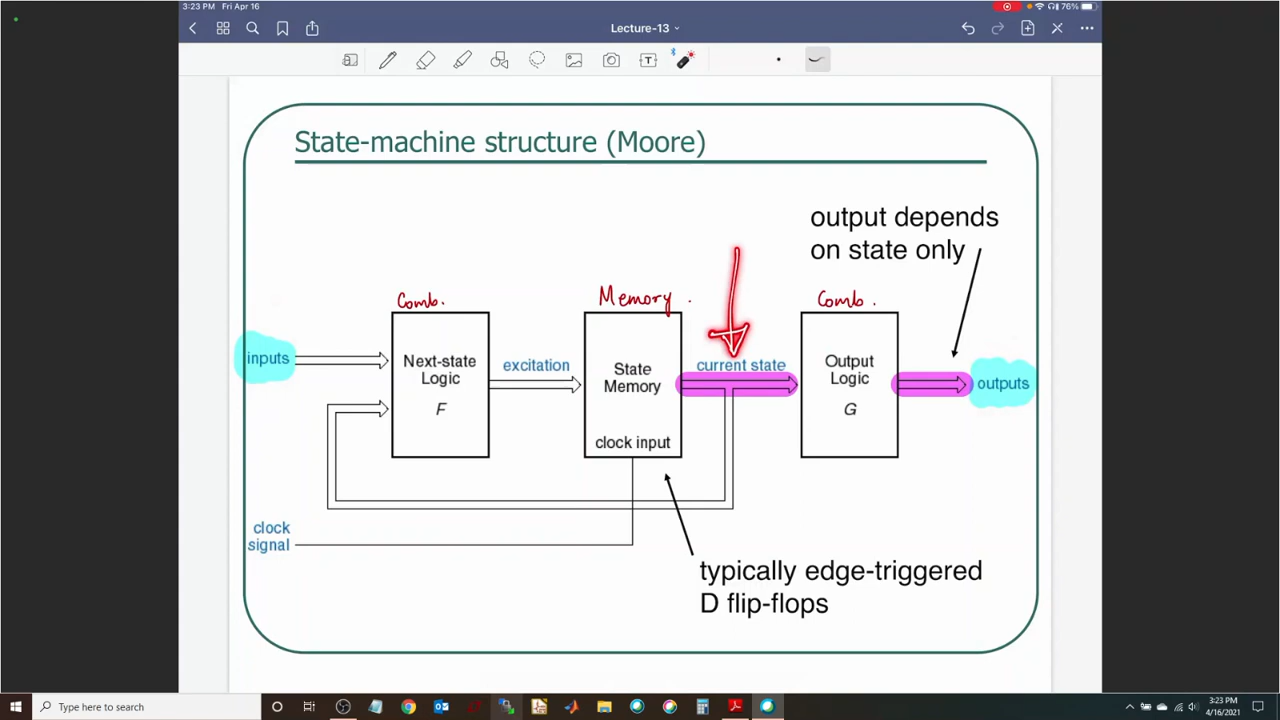 3:23 PM Fri Apr 16
76%
Lecture-13
T
State-machine structure (Moore)
output depends
on state only
Comb.
Memory.
Comb.
inputs
Next-state
Logic
F
excitation
State
Memory
clock input
current state
Output
Logic
G
outputs
clock
signal
typically edge-triggered
D flip-flops
Type here to search
3:23 PM
4/16/2021